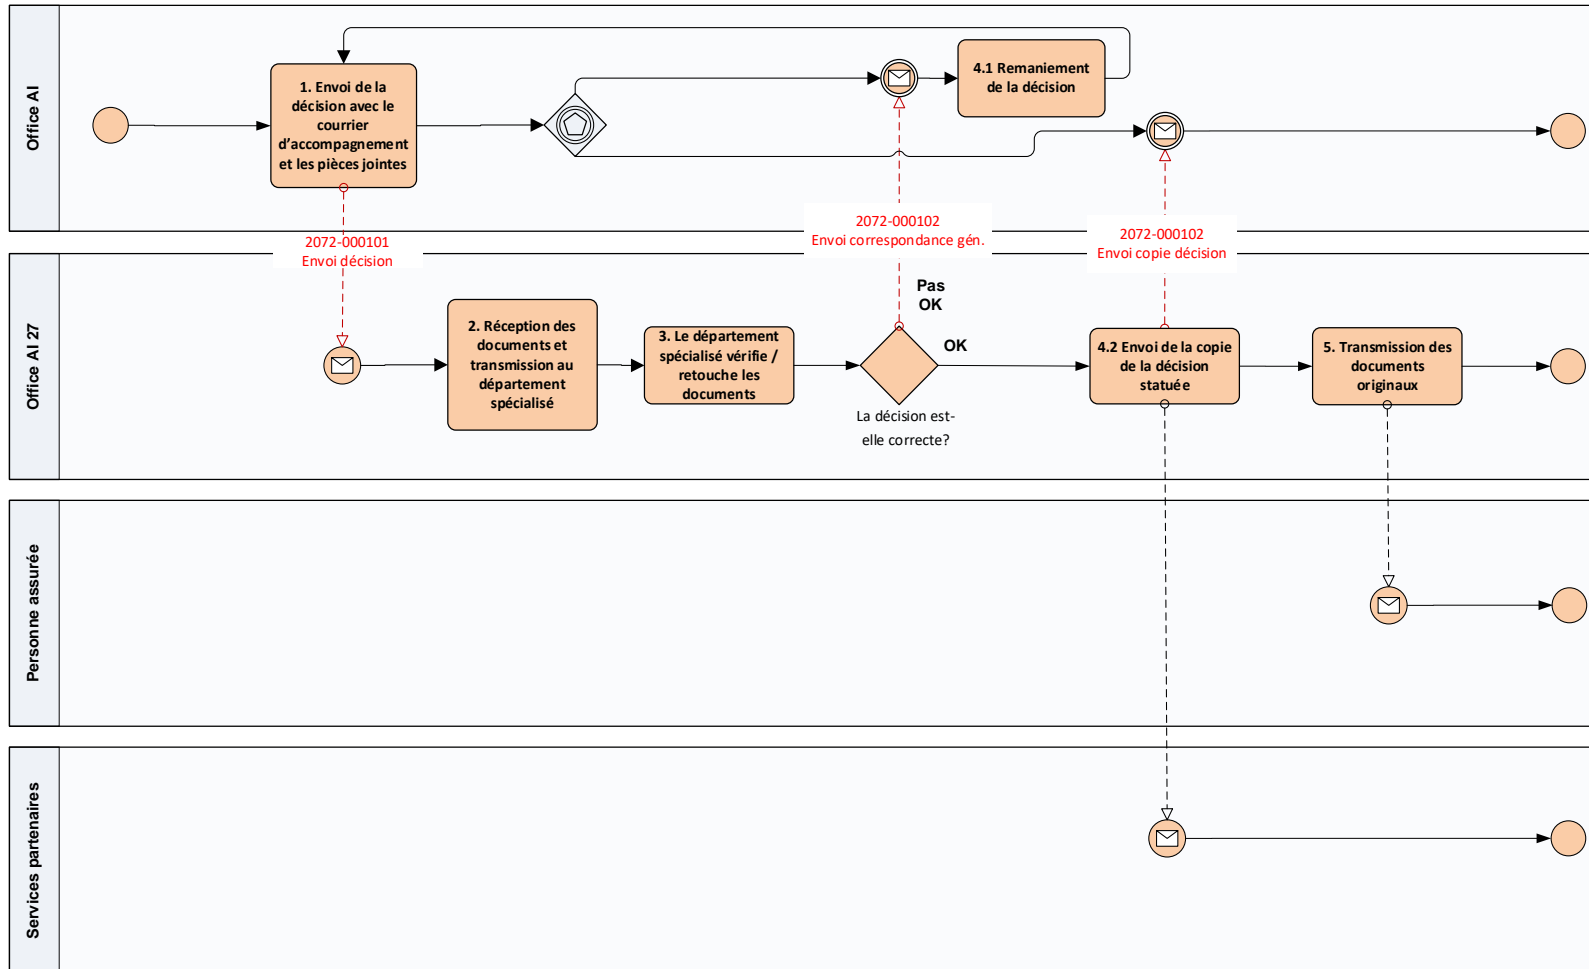 Office AI
1. Envoi de la
décision avec le
courrier
d'accompagnement
et les pièces jointes
4.1 Remaniement
de la décision
2072-000101
Envoi décision
2072-000102
Envoi correspondance gén.
2072-000102
Envoi copie décision
Office AI 27
2. Réception des
documents et
transmission au
département
spécialisé
3. Le département
spécialisé vérifie /
retouche les
documents
Pas
OK
OK
La décision est-
elle correcte?
4.2 Envoi de la copie
de la décision
statuée
5. Transmission des
documents
originaux
Personne assurée
Services partenaires